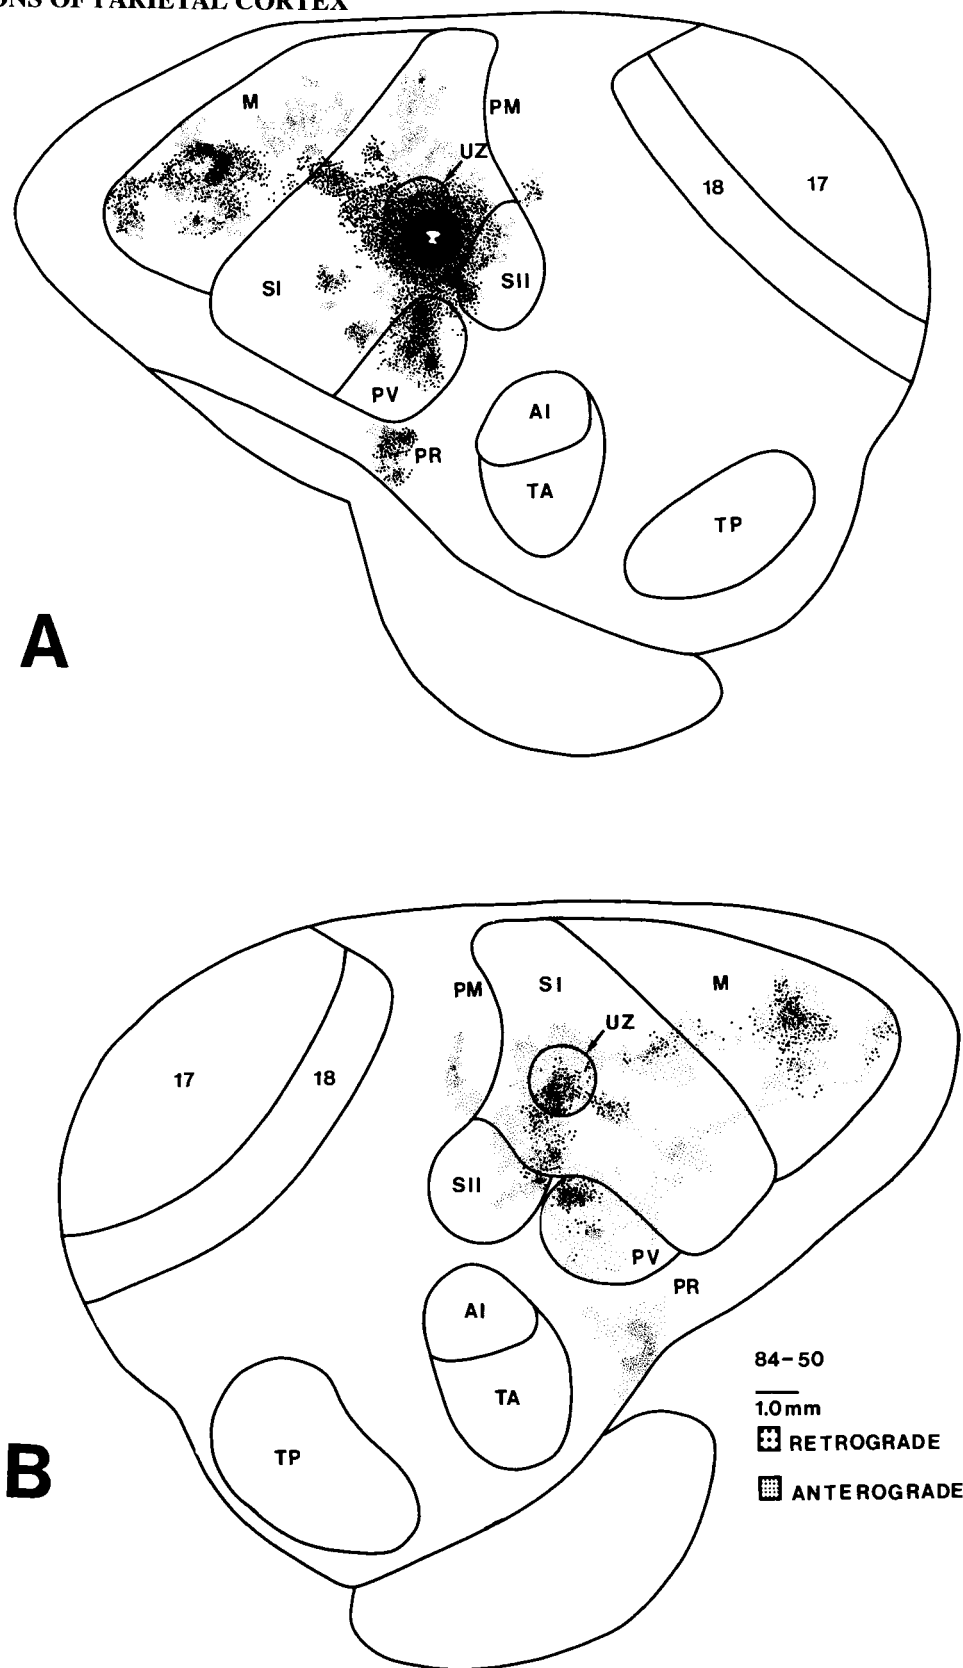 ONS OF PARIETAL CORTEX
M
PM
UZ
18
17
SI
SII
PV
AI
PR
TA
TP
A
PM
SI
M
UZ
17
18
SII
PV
PR
AI
84-50
1.0mm
TA
RETROGRADE
TP
ANTEROGRADE
B